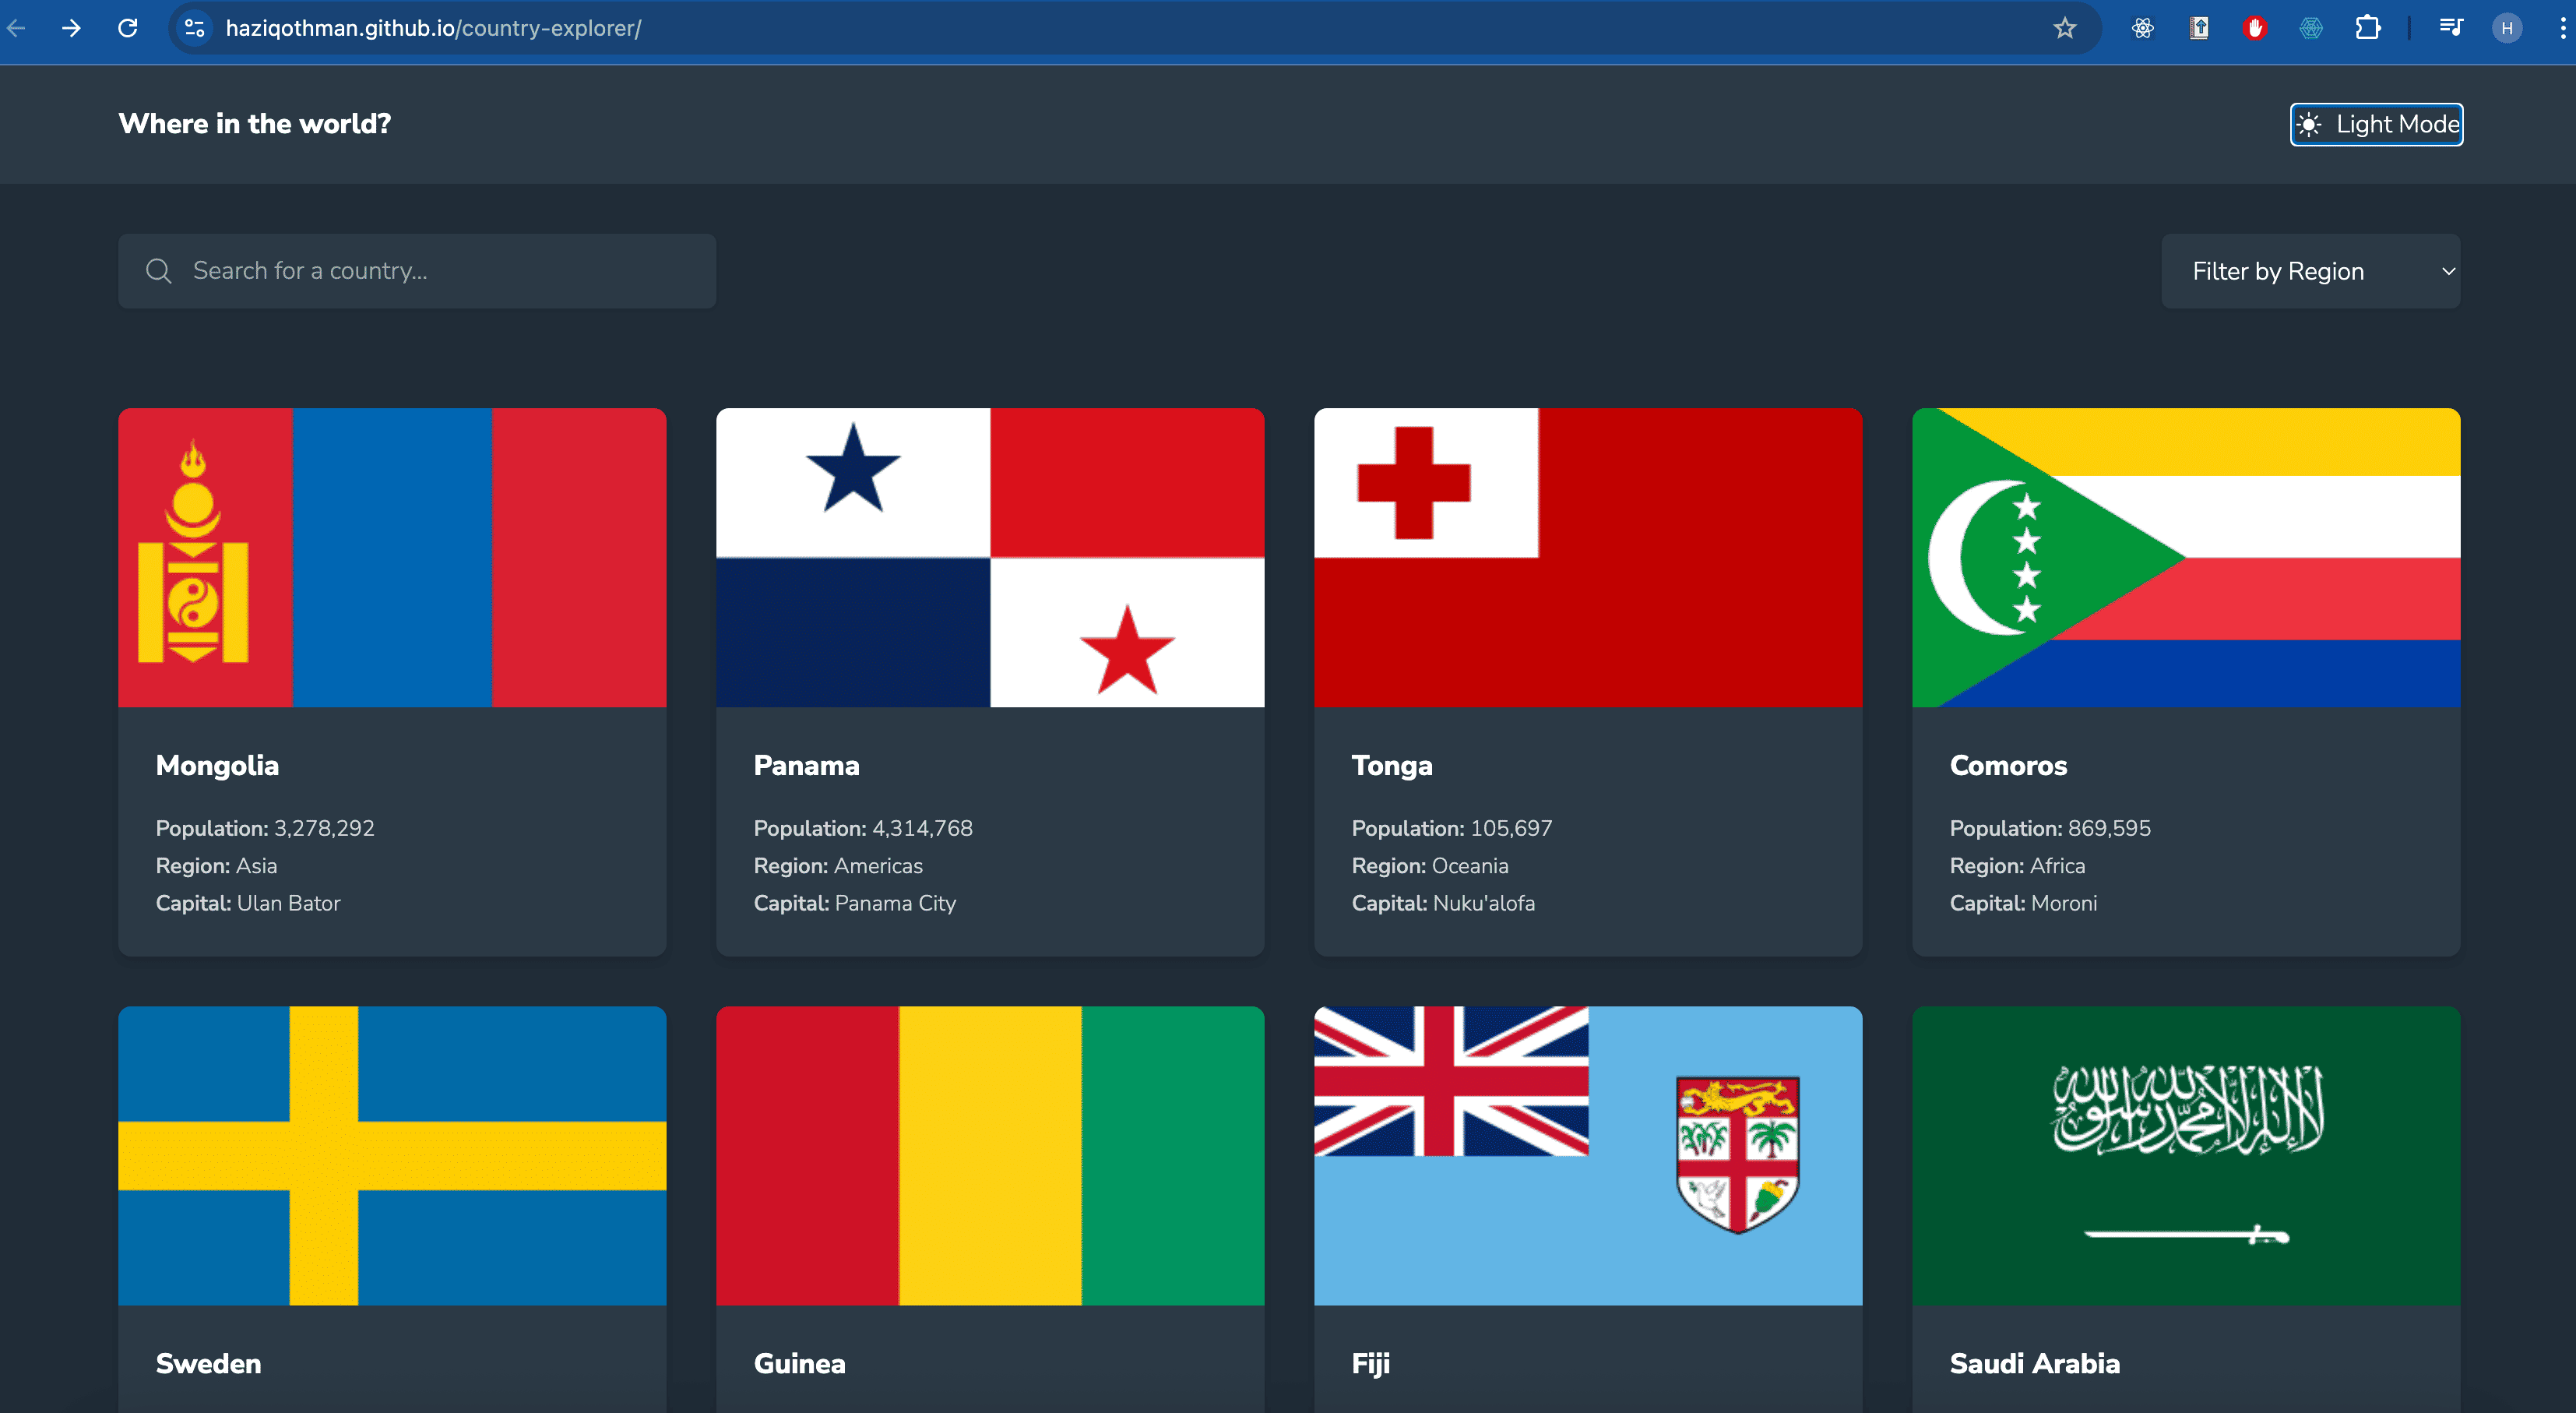 haziqothman.github.io/country-explorer/
H
Where in the world?
Light Mode
Search for a country...
Filter by Region
Mongolia
Population: 3,278,292
Region: Asia
Capital: Ulan Bator
Panama
Population: 4,314,768
Region: Americas
Capital: Panama City
Tonga
Population: 105,697
Region: Oceania
Capital: Nuku'alofa
Comoros
Population: 869,595
Region: Africa
Capital: Moroni
لا إله إلا الله محمد رسول الله
Sweden
Guinea
Fiji
Saudi Arabia